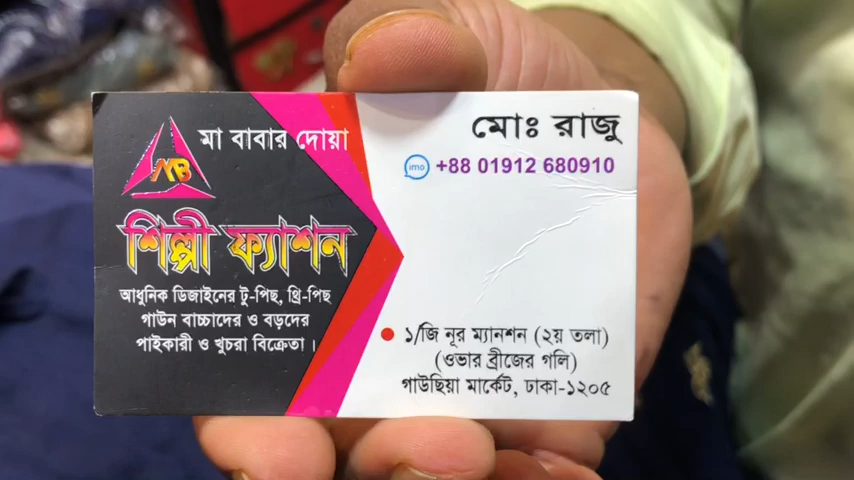 NB
মা বাবার দোয়া
শিল্পী ফ্যাশন
আধুনিক ডিজাইনের টু-পিছ, থ্রি-পিছ
গাউন বাচ্চাদের ও বড়দের
পাইকারী ও খুচরা বিক্রেতা।
মোঃ রাজু
imo +88 01912 680910
১/জি নূর ম্যানশন (২য় তলা)
(ওভার ব্রীজের গলি)
গাউছিয়া মার্কেট, ঢাকা-১২০৫